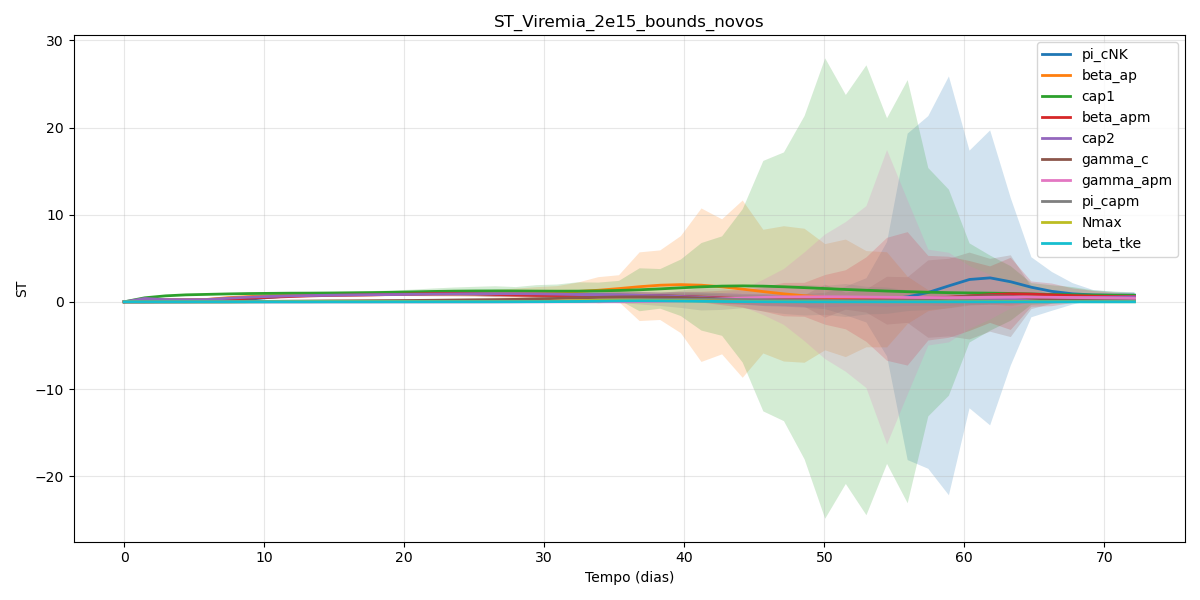 ST_Viremia_2e15_bounds_novos
30
20
10
0
−10
−20
ST
0 10 20 30 40 50 60 70
Tempo (dias)
pi_cNK
beta_ap
cap1
beta_apm
cap2
gamma_c
gamma_apm
pi_capm
Nmax
beta_tke